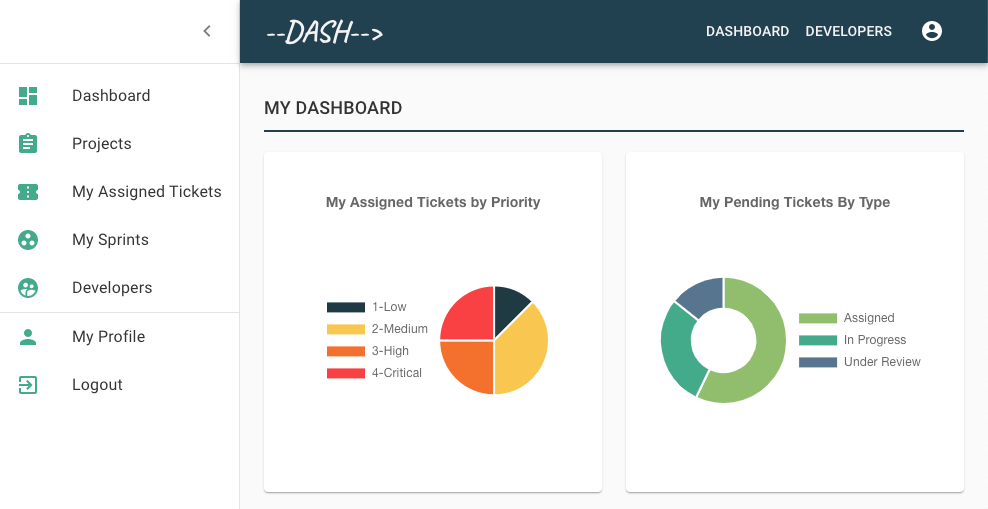 --DASH-->
DASHBOARD DEVELOPERS
Dashboard
Projects
My Assigned Tickets
My Sprints
Developers
My Profile
Logout
MY DASHBOARD
My Assigned Tickets by Priority
1-Low
2-Medium
3-High
4-Critical
My Pending Tickets By Type
Assigned
In Progress
Under Review